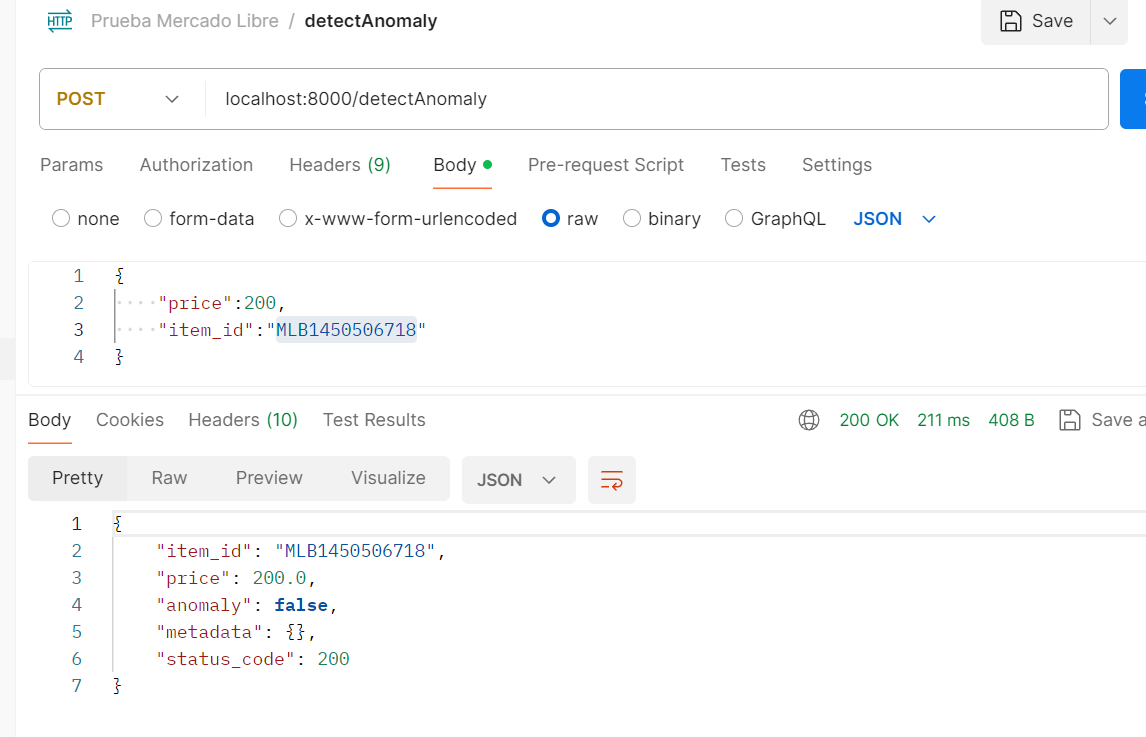 HTTP Prueba Mercado Libre / detectAnomaly Save
POST localhost:8000/detectAnomaly
Params Authorization Headers (9) Body Pre-request Script Tests Settings
none form-data x-www-form-urlencoded raw binary GraphQL JSON
1 {
2 "price":200,
3 "item_id":"MLB1450506718"
4 }
Body Cookies Headers (10) Test Results 200 OK 211 ms 408 B Save a
Pretty Raw Preview Visualize JSON
1 {
2 "item_id": "MLB1450506718",
3 "price": 200.0,
4 "anomaly": false,
5 "metadata": {},
6 "status_code": 200
7 }